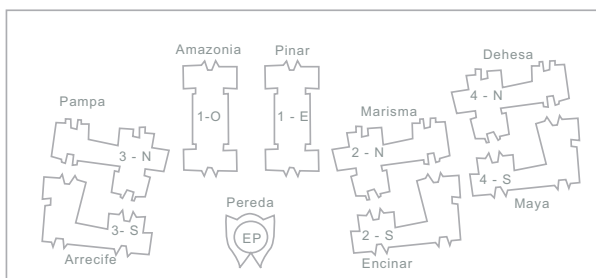 Amazonia
Pinar
Dehesa
Pampa
Marisma
1-O
1 - E
4 - N
3 - N
2 - N
4 - S
Pereda
Maya
3- S
EP
2 - S
Arrecife
Encinar